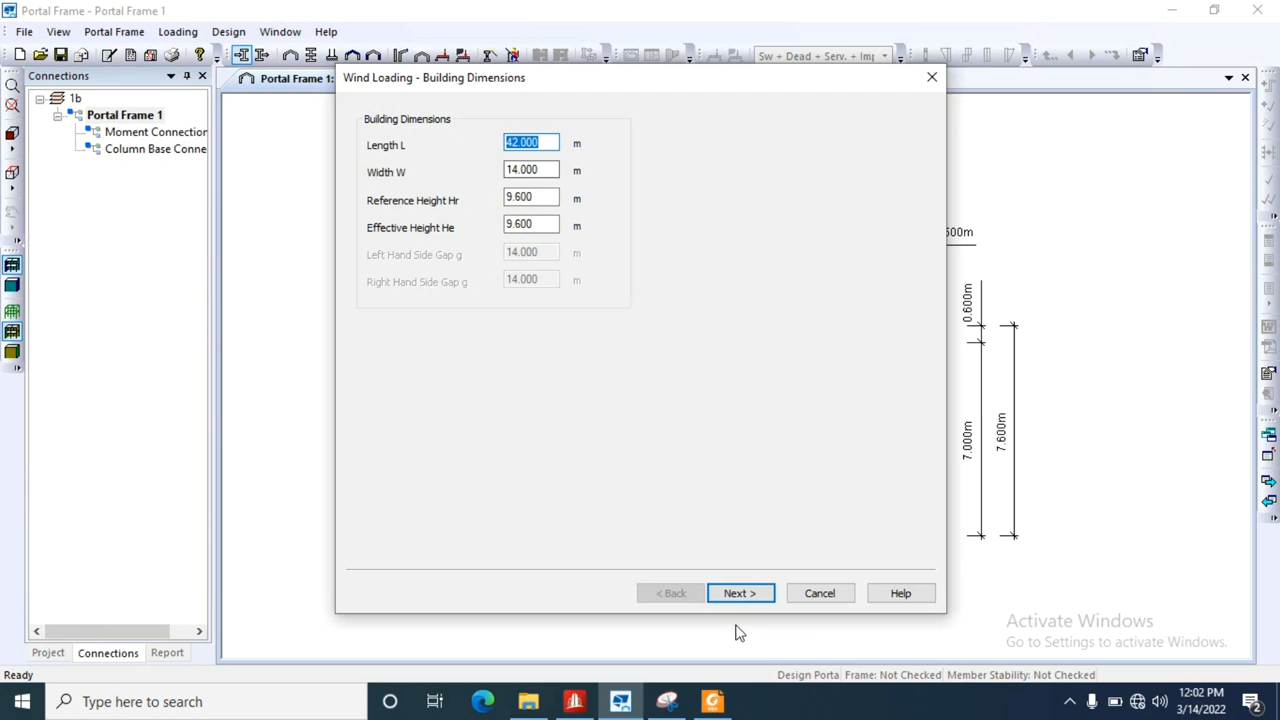 Portal Frame - Portal Frame 1
File View Portal Frame Loading Design Window Help
Sw + Dead + Serv. + Imp
Connections
1b
Portal Frame 1
Moment Connection
Column Base Conne
Portal Frame 1:
Wind Loading - Building Dimensions
Building Dimensions
Length L 42.000 m
Width W 14.000 m
Reference Height Hr 9.600 m
Effective Height He 9.600 m
Left Hand Side Gap g 14.000 m
Right Hand Side Gap g 14.000 m
500m
0.600m
7.000m
7.600m
< Back Next > Cancel Help
Activate Windows
Go to Settings to activate Windows.
Project Connections Report
Ready
Design Porta Frame: Not Checked Member Stability: Not Checked
Type here to search
12:02 PM
3/14/2022
2